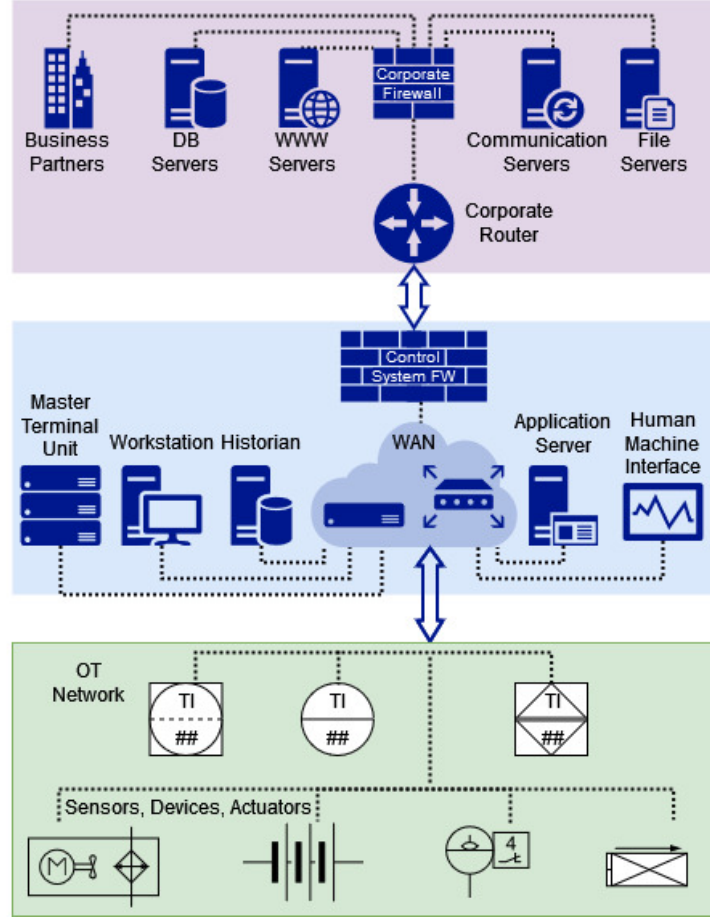 Corporate
Firewall
Business
Partners
DB
Servers
WWW
Servers
Communication
Servers
File
Servers
Corporate
Router
Control
System FW
Master
Terminal
Unit
Workstation
Historian
WAN
Application
Server
Human
Machine
Interface
OT
Network
TI
##
TI
##
TI
##
Sensors, Devices, Actuators
M
4